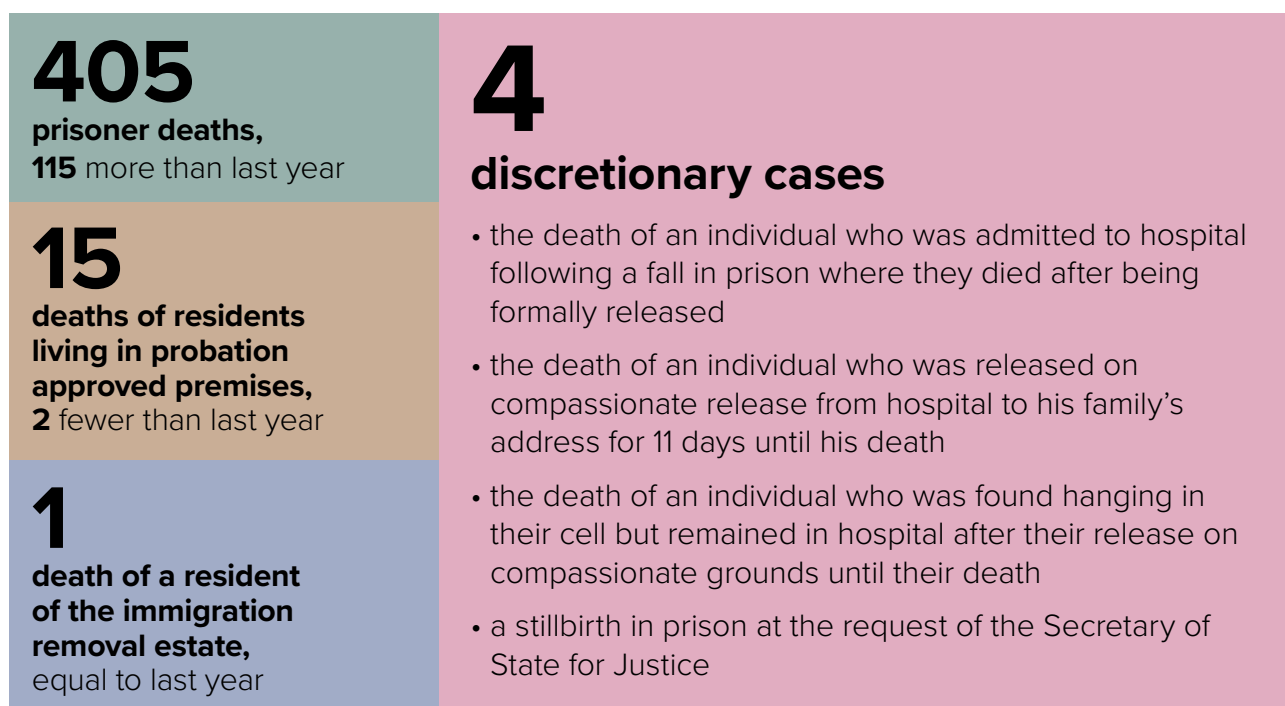 405
prisoner deaths,
115 more than last year
15
deaths of residents
living in probation
approved premises,
2 fewer than last year
1
death of a resident
of the immigration
removal estate,
equal to last year
4
discretionary cases
• the death of an individual who was admitted to hospital
following a fall in prison where they died after being
formally released
• the death of an individual who was released on
compassionate release from hospital to his family’s
address for 11 days until his death
• the death of an individual who was found hanging in
their cell but remained in hospital after their release on
compassionate grounds until their death
• a stillbirth in prison at the request of the Secretary of
State for Justice